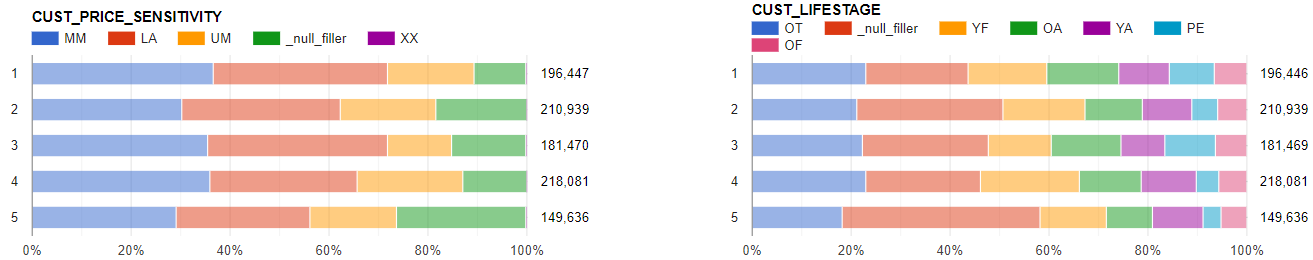 CUST_PRICE_SENSITIVITY
MM LA UM _null_filler XX
1 196,447
2 210,939
3 181,470
4 218,081
5 149,636
0% 20% 40% 60% 80% 100%
CUST_LIFESTAGE
OT _null_filler YF OA YA PE
OF
1 196,446
2 210,939
3 181,469
4 218,081
5 149,636
0% 20% 40% 60% 80% 100%